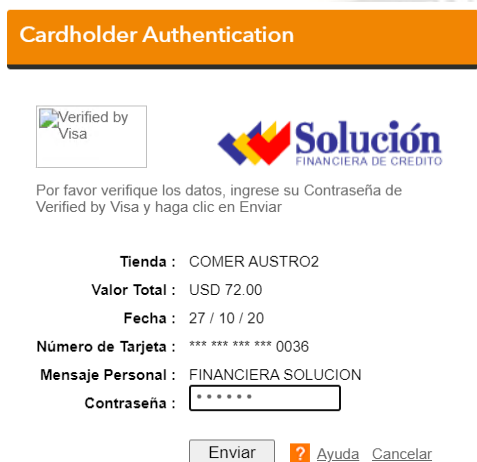 Cardholder Authentication
Verified by
Visa
Solución
FINANCIERA DE CREDITO
Por favor verifique los datos, ingrese su Contraseña de
Verified by Visa y haga clic en Enviar
Tienda : COMER AUSTRO2
Valor Total : USD 72.00
Fecha : 27 / 10 / 20
Número de Tarjeta : *** *** *** *** 0036
Mensaje Personal : FINANCIERA SOLUCION
Contraseña : ••••••
Enviar ? Ayuda Cancelar